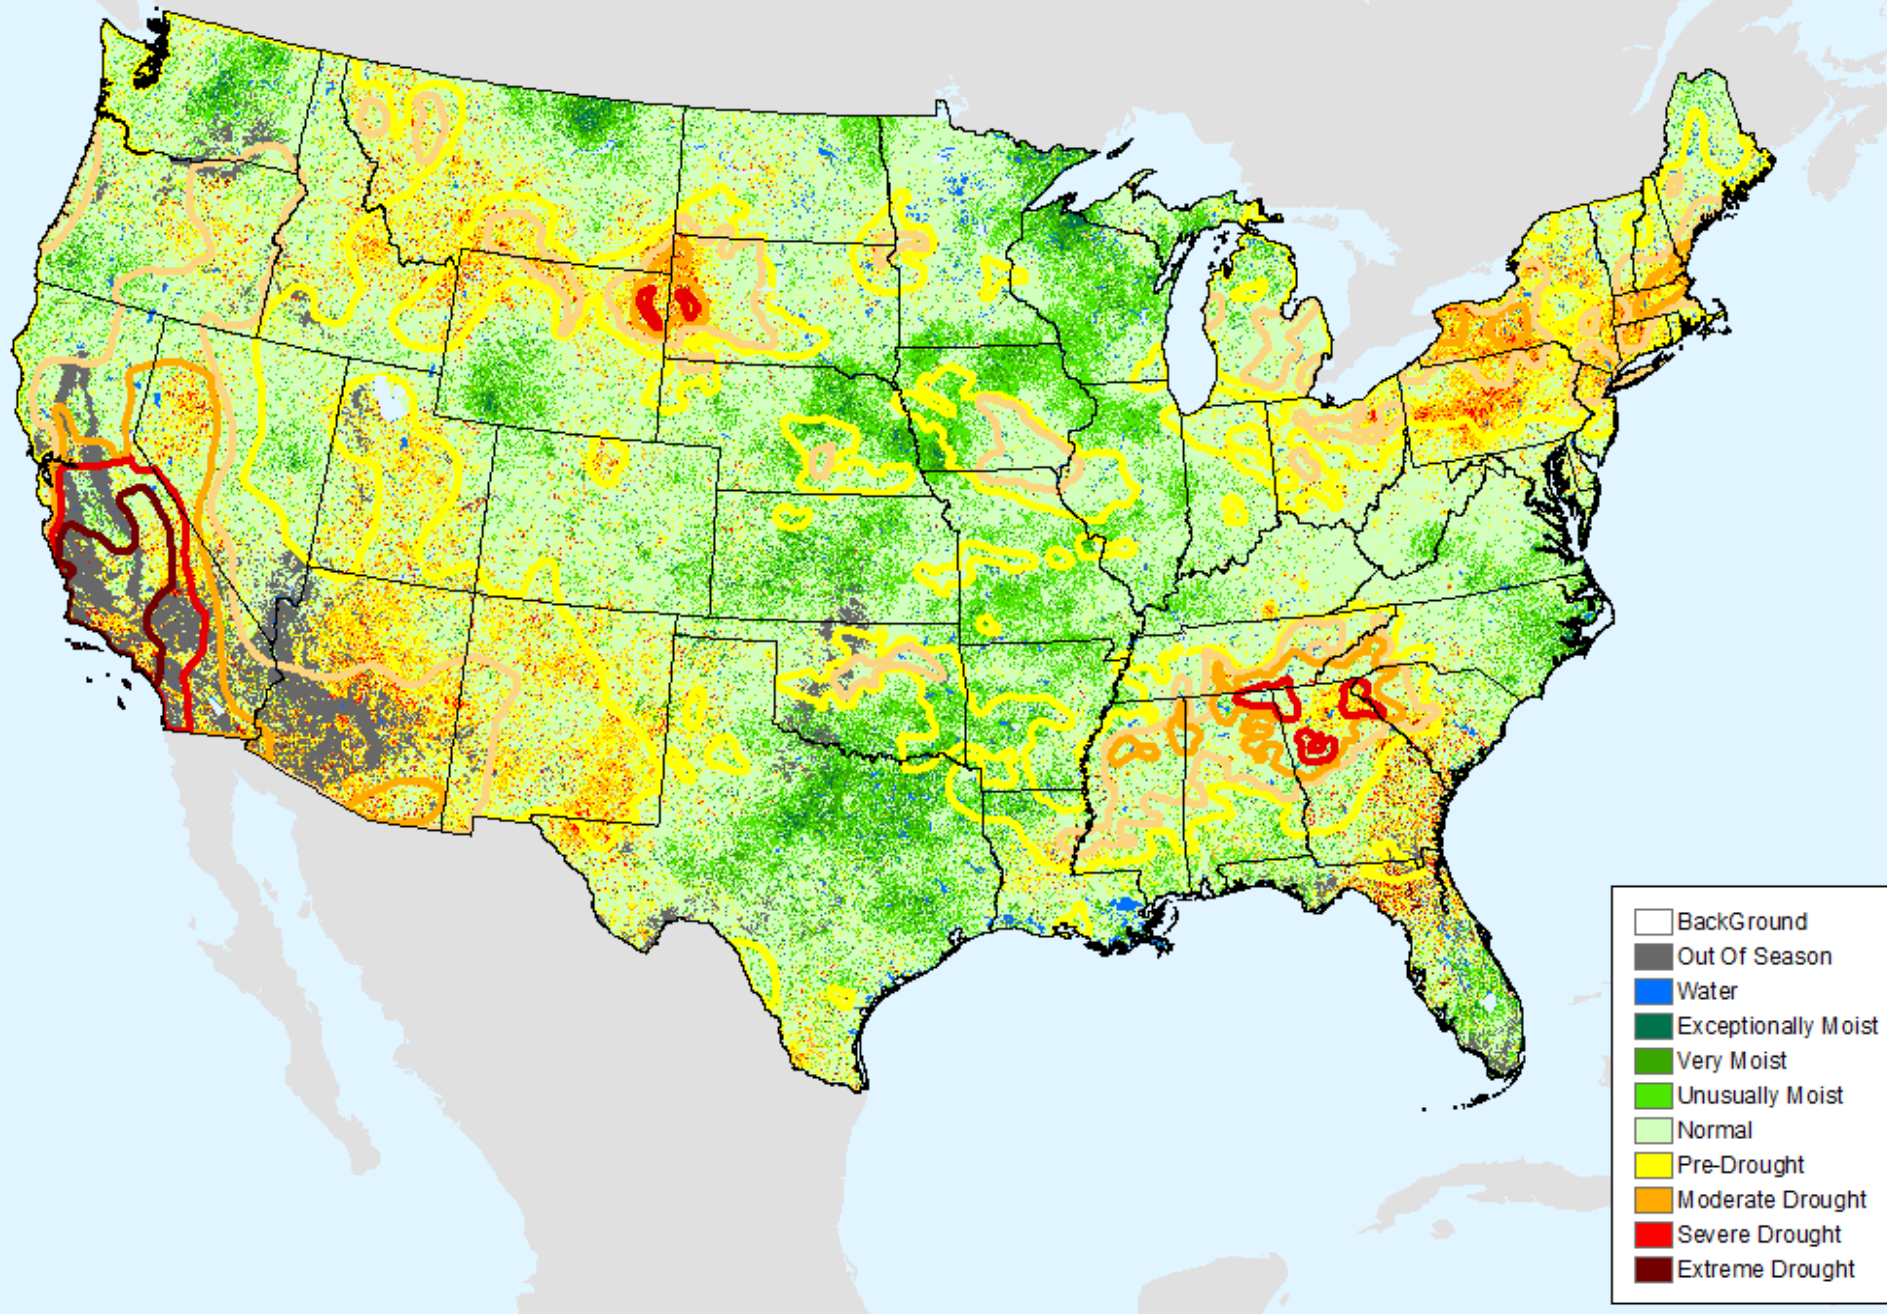 BackGround
Out Of Season
Water
Exceptionally Moist
Very Moist
Unusually Moist
Normal
Pre-Drought
Moderate Drought
Severe Drought
Extreme Drought